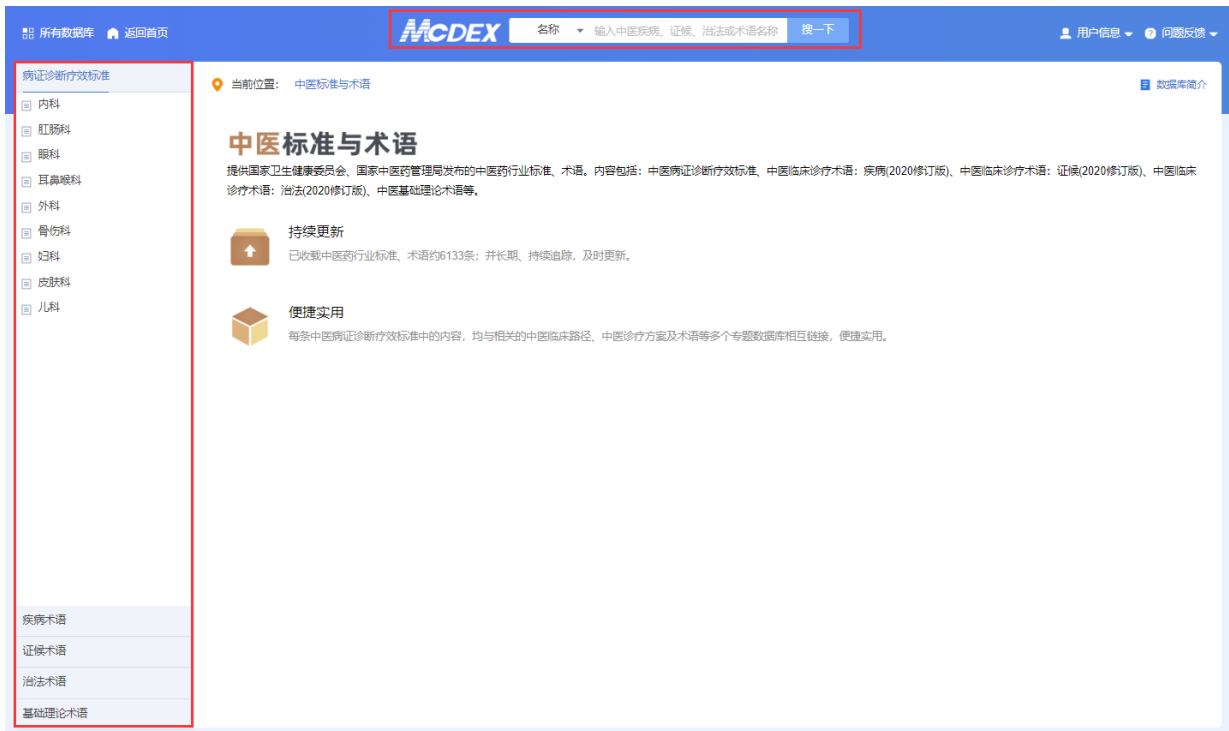 所有数据库 返回首页 MCDEX 名称 输入中医疾病、证候、治法或术语名称 搜一下 用户信息 问题反馈
病证诊断疗效标准
内科
肛肠科
眼科
耳鼻喉科
外科
骨伤科
妇科
皮肤科
儿科
疾病术语
证候术语
治法术语
基础理论术语
当前位置: 中医标准与术语 数据库简介
中医标准与术语
提供国家卫生健康委员会、国家中医药管理局发布的中医药行业标准、术语。内容包括：中医病证诊断疗效标准、中医临床诊疗术语：疾病(2020修订版)、中医临床诊疗术语：证候(2020修订版)、中医临床
诊疗术语：治法(2020修订版)、中医基础理论术语等。
持续更新
已收载中医药行业标准、术语约6133条；并长期、持续追踪，及时更新。
便捷实用
每条中医病证诊断疗效标准中的内容，均与相关的中医临床路径、中医诊疗方案及术语等多个专题数据库相互链接，便捷实用。